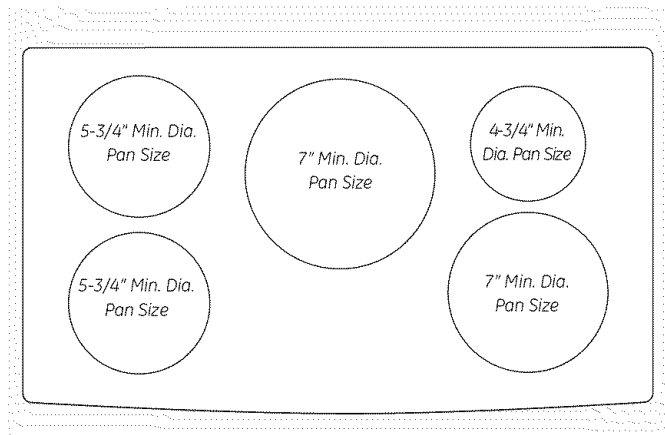 5-3/4" Min. Dia.
Pan Size
7" Min. Dia.
Pan Size
4-3/4" Min.
Dia. Pan Size
5-3/4" Min. Dia.
Pan Size
7" Min. Dia.
Pan Size